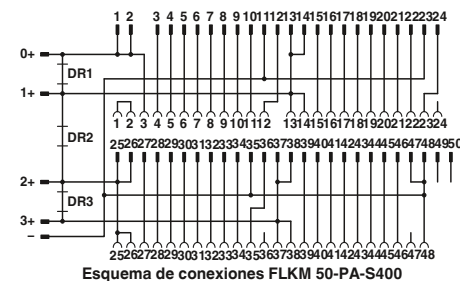 1 2 3 4 5 6 7 8 9 10 11 12 13 14 15 16 17 18 19 20 21 22 23 24
0+
DR1
1+
1 2 3 4 5 6 7 8 9 10 11 12 13 14 15 16 17 18 19 20 21 22 23 24
DR2
25 26 27 28 29 30 31 32 33 34 35 36 37 38 39 40 41 42 43 44 45 46 47 48 49 50
2+
DR3
3+
–
25 26 27 28 29 30 31 32 33 34 35 36 37 38 39 40 41 42 43 44 45 46 47 48
Esquema de conexiones FLKM 50-PA-S400